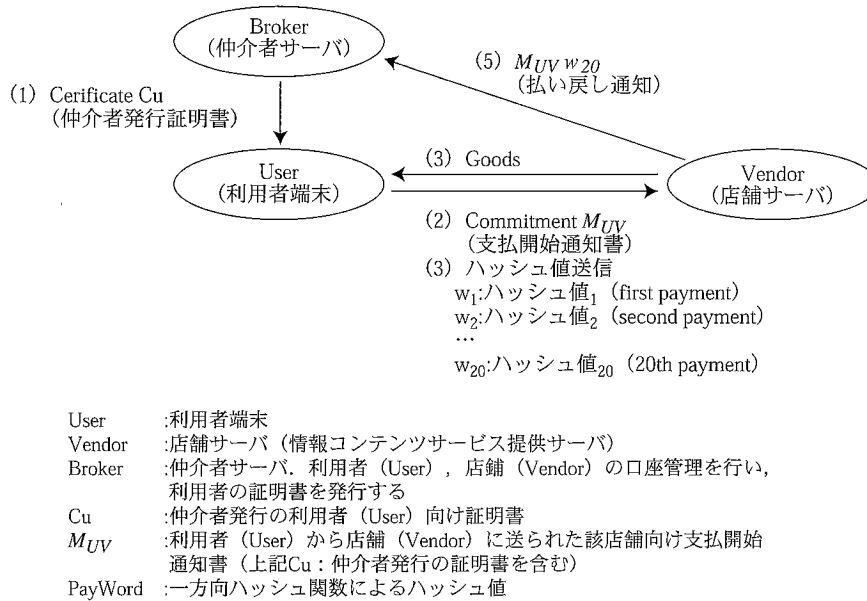 Broker
(仲介者サーバ)
(1) Cerificate Cu
(仲介者発行証明書)
(5) MUV w20
(払い戻し通知)
User
(利用者端末)
(3) Goods
Vendor
(店舗サーバ)
(2) Commitment MUV
(支払開始通知書)
(3) ハッシュ値送信
w1:ハッシュ値1 (first payment)
w2:ハッシュ値2 (second payment)
…
w20:ハッシュ値20 (20th payment)
User :利用者端末
Vendor :店舗サーバ(情報コンテンツサービス提供サーバ)
Broker :仲介者サーバ.利用者(User),店舗(Vendor)の口座管理を行い,
利用者の証明書を発行する
Cu :仲介者発行の利用者(User)向け証明書
MUV :利用者(User)から店舗(Vendor)に送られた該店舗向け支払開始
通知書(上記Cu:仲介者発行の証明書を含む)
PayWord :一方向ハッシュ関数によるハッシュ値